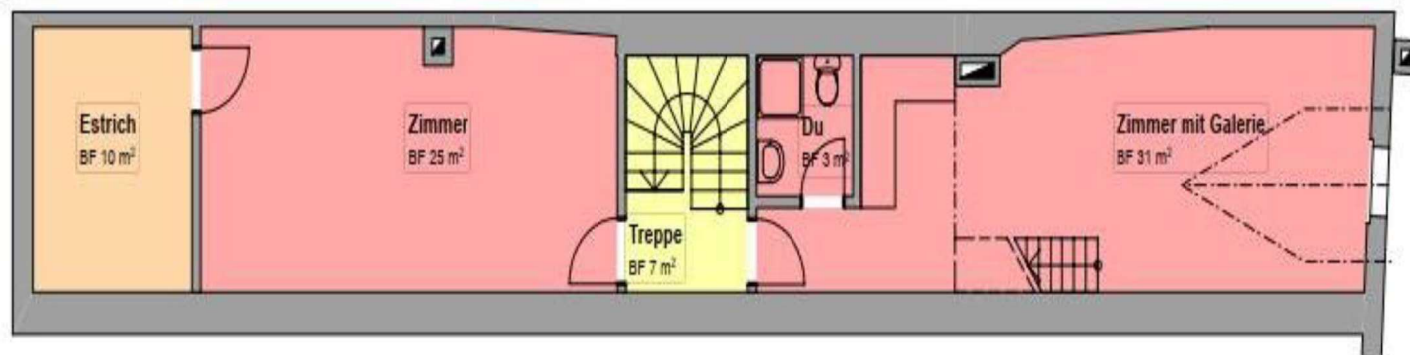 Estrich
BF 10 m²
Zimmer
BF 25 m²
Treppe
BF 7 m²
Du
BF 3 m²
Zimmer mit Galerie
BF 31 m²